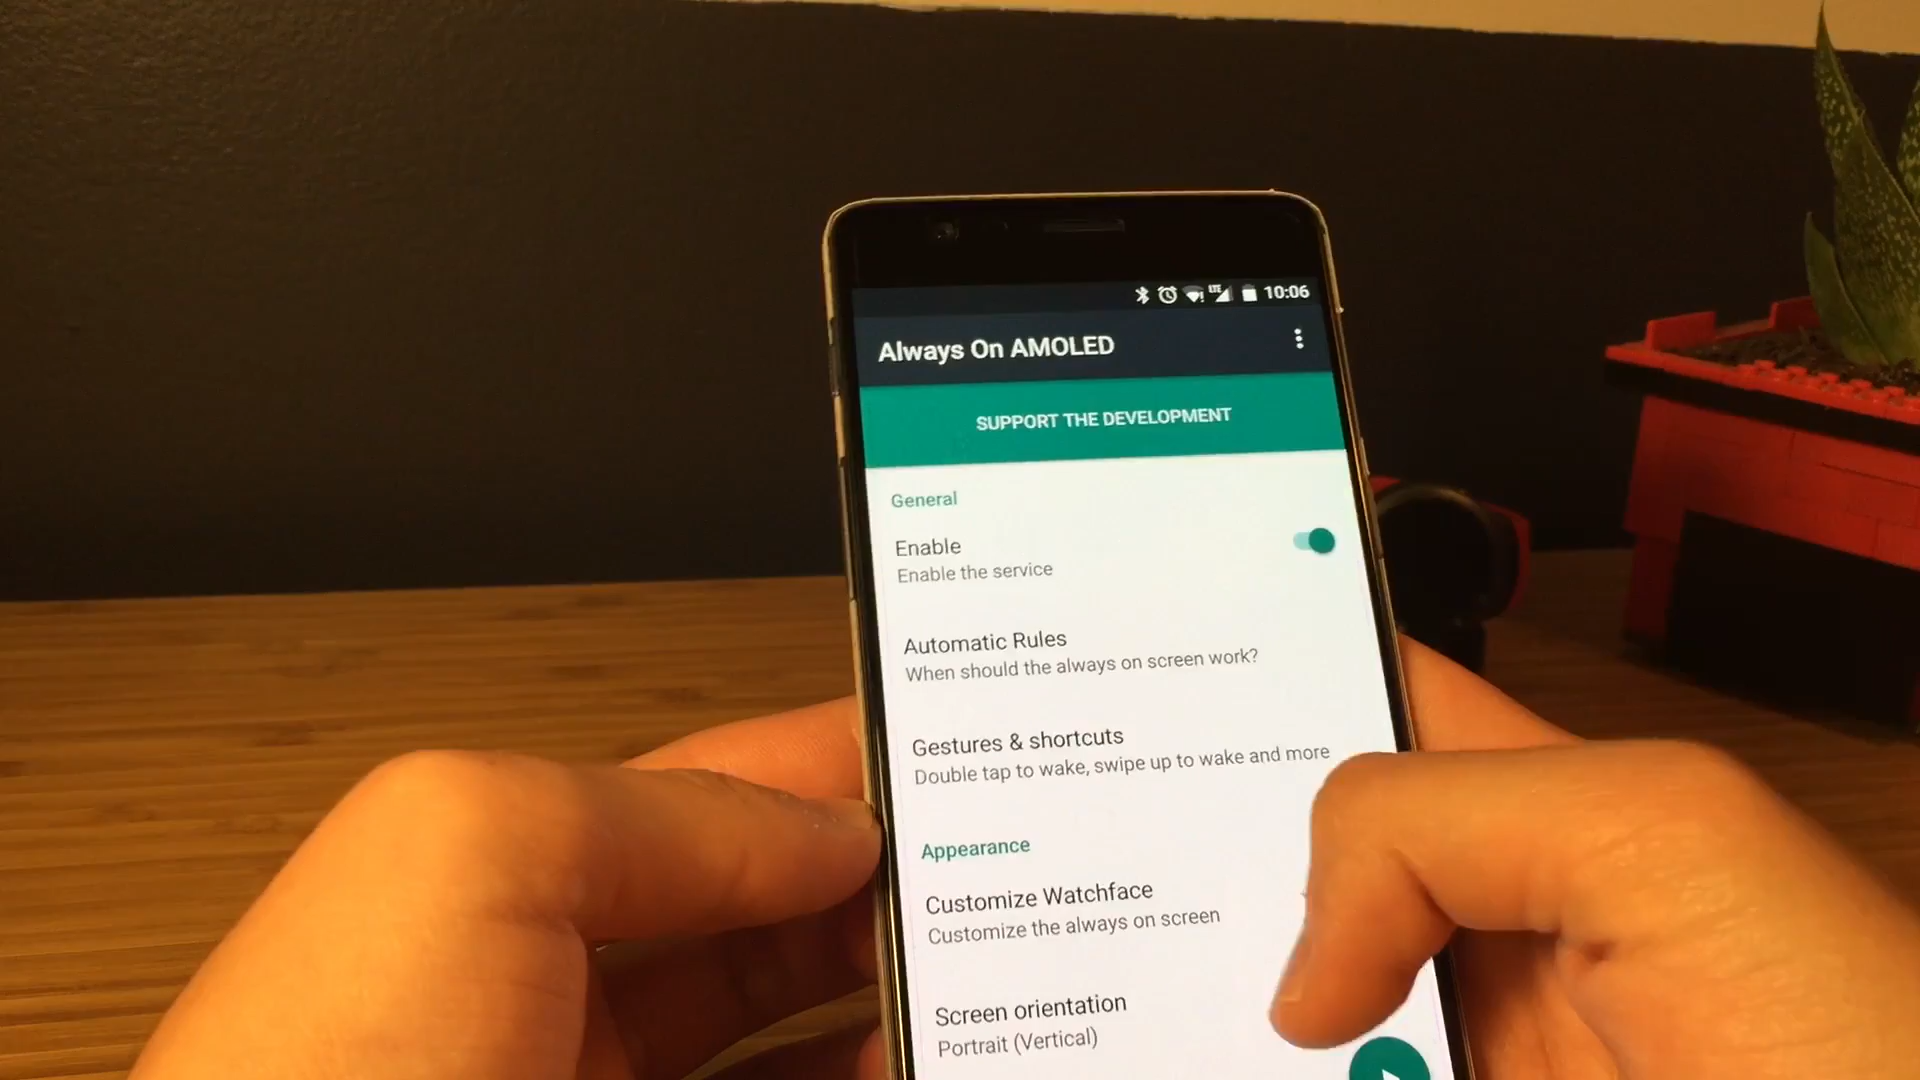 LTE 10:06
Always On AMOLED
SUPPORT THE DEVELOPMENT
General
Enable
Enable the service
Automatic Rules
When should the always on screen work?
Gestures & shortcuts
Double tap to wake, swipe up to wake and more
Appearance
Customize Watchface
Customize the always on screen
Screen orientation
Portrait (Vertical)